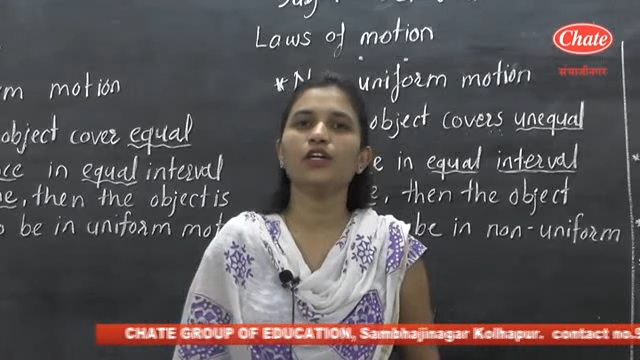 Laws of motion
Chate
संभाजीनगर
motion
uniform motion
object cover equal
object covers unequal
in equal interval
in equal interval
then the object is
then the object
be in uniform
be in non-uniform
CHATE GROUP OF EDUCATION, Sambhajinagar Kolhapur. contact no.